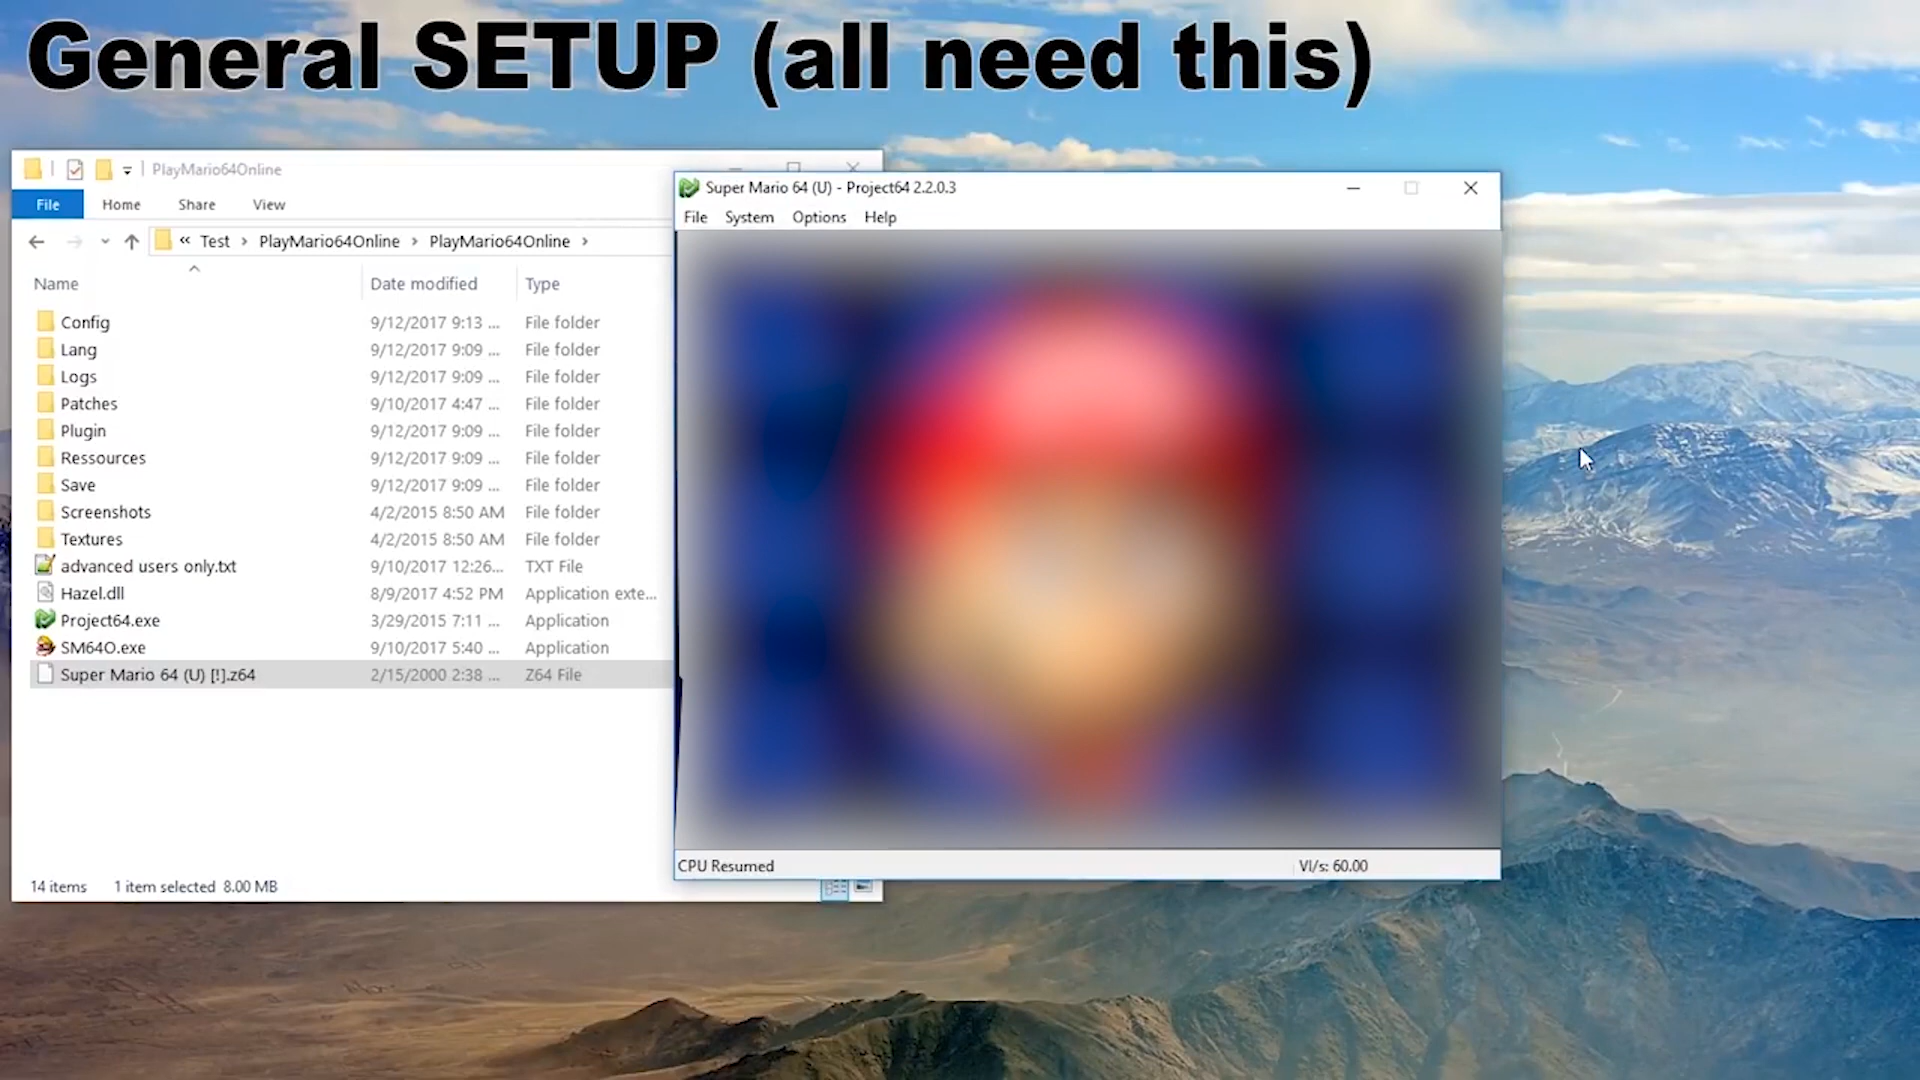 General SETUP (all need this)
PlayMario64Online
File Home Share View
« Test > PlayMario64Online > PlayMario64Online >
Name Date modified Type
Config 9/12/2017 9:13 ... File folder
Lang 9/12/2017 9:09 ... File folder
Logs 9/12/2017 9:09 ... File folder
Patches 9/10/2017 4:47 ... File folder
Plugin 9/12/2017 9:09 ... File folder
Ressources 9/12/2017 9:09 ... File folder
Save 9/12/2017 9:09 ... File folder
Screenshots 4/2/2015 8:50 AM File folder
Textures 4/2/2015 8:50 AM File folder
advanced users only.txt 9/10/2017 12:26... TXT File
Hazel.dll 8/9/2017 4:52 PM Application exte...
Project64.exe 3/29/2015 7:11 ... Application
SM64O.exe 9/10/2017 5:40 ... Application
Super Mario 64 (U) [!].z64 2/15/2000 2:38 ... Z64 File
14 items 1 item selected 8.00 MB
Super Mario 64 (U) - Project64 2.2.0.3
File System Options Help
CPU Resumed VI/s: 60.00